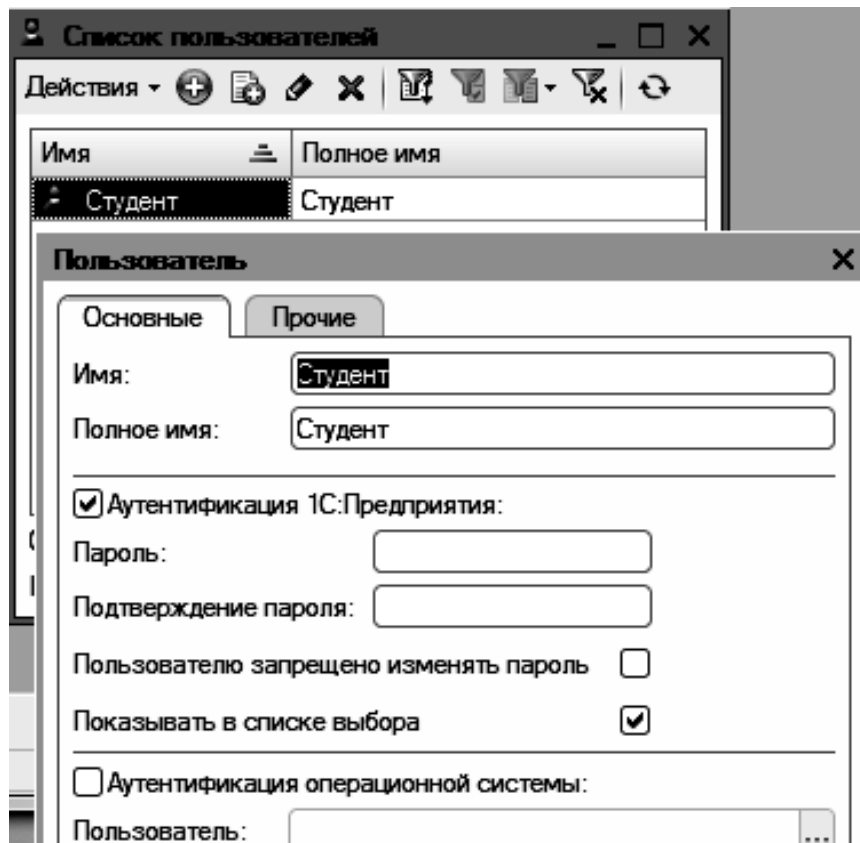 Список пользователей
Действия
Имя Полное имя
Студент Студент
Пользователь
Основные Прочие
Имя: Студент
Полное имя: Студент
Аутентификация 1С:Предприятия:
Пароль:
Подтверждение пароля:
Пользователю запрещено изменять пароль
Показывать в списке выбора
Аутентификация операционной системы:
Пользователь: ...